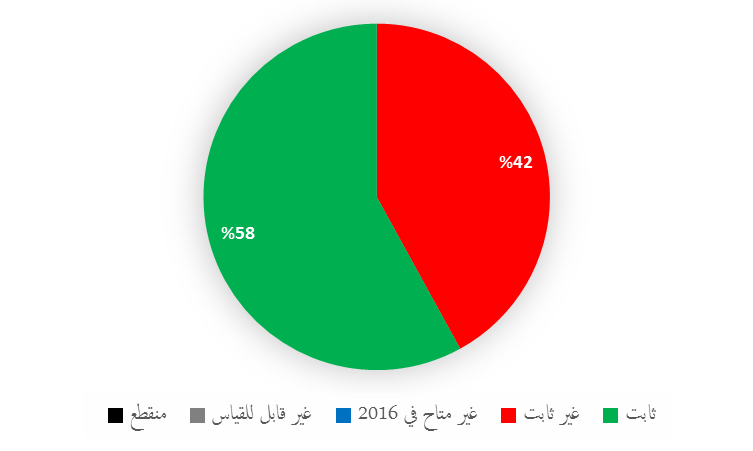 %42
%58
ثابت
غير ثابت
غير متاح في 2016
غير قابل للقياس
منقطع